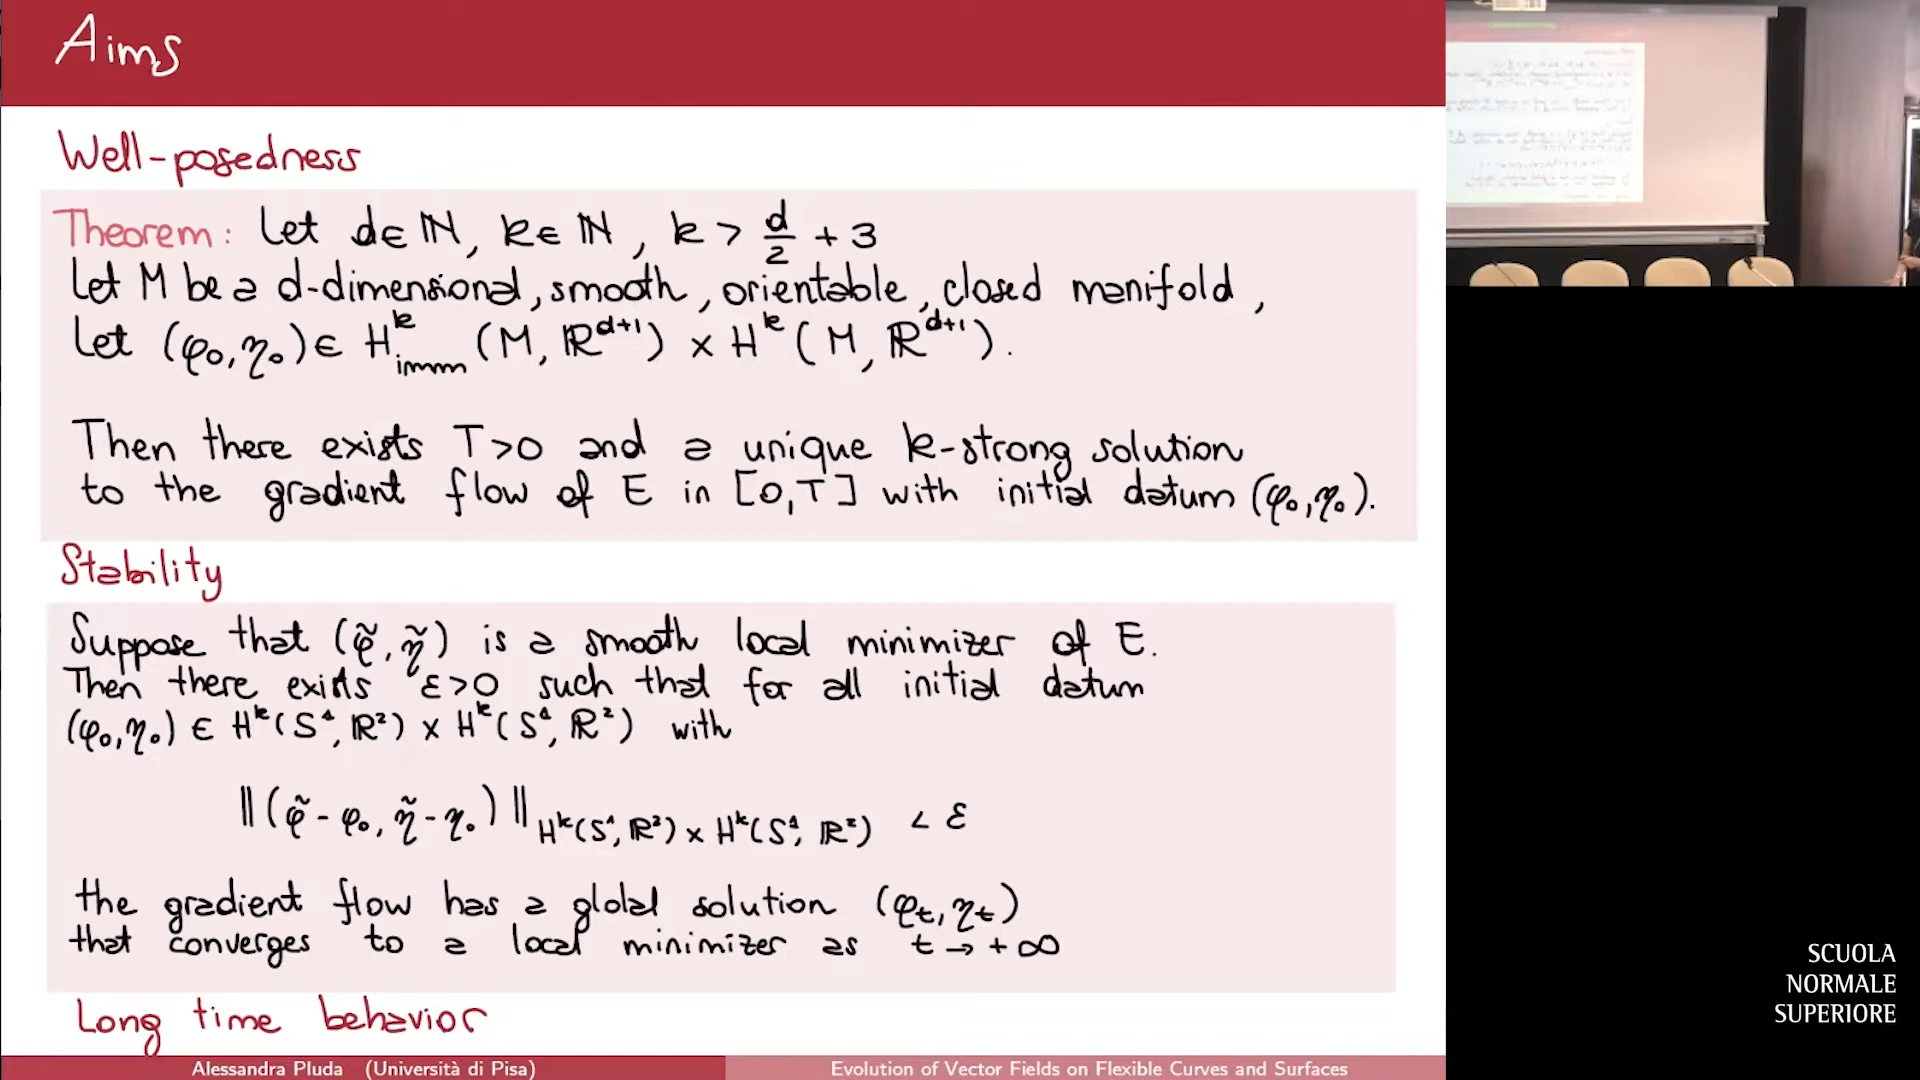 Aims
Well-posedness
Theorem: Let d ∈ ℕ, k ∈ ℕ, k > d/2 + 3
Let M be a d-dimensional, smooth, orientable, closed manifold,
Let (φ₀, η₀) ∈ H^k_imm (M, ℝ^{d+1}) × H^k (M, ℝ^{d+1}).
Then there exists T > 0 and a unique k-strong solution
to the gradient flow of E in [0, T] with initial datum (φ₀, η₀).
Stability
Suppose that (φ̃, η̃) is a smooth local minimizer of E.
Then there exists ε > 0 such that for all initial datum
(φ₀, η₀) ∈ H^k (S¹, ℝ²) × H^k (S¹, ℝ²) with
‖(φ̃ - φ₀, η̃ - η₀)‖_{H^k(S¹, ℝ²) × H^k(S¹, ℝ²)} < ε
the gradient flow has a global solution (φ_t, η_t)
that converges to a local minimizer as t → +∞
Long time behavior
Alessandra Pluda (Università di Pisa)
Evolution of Vector Fields on Flexible Curves and Surfaces
SCUOLA
NORMALE
SUPERIORE